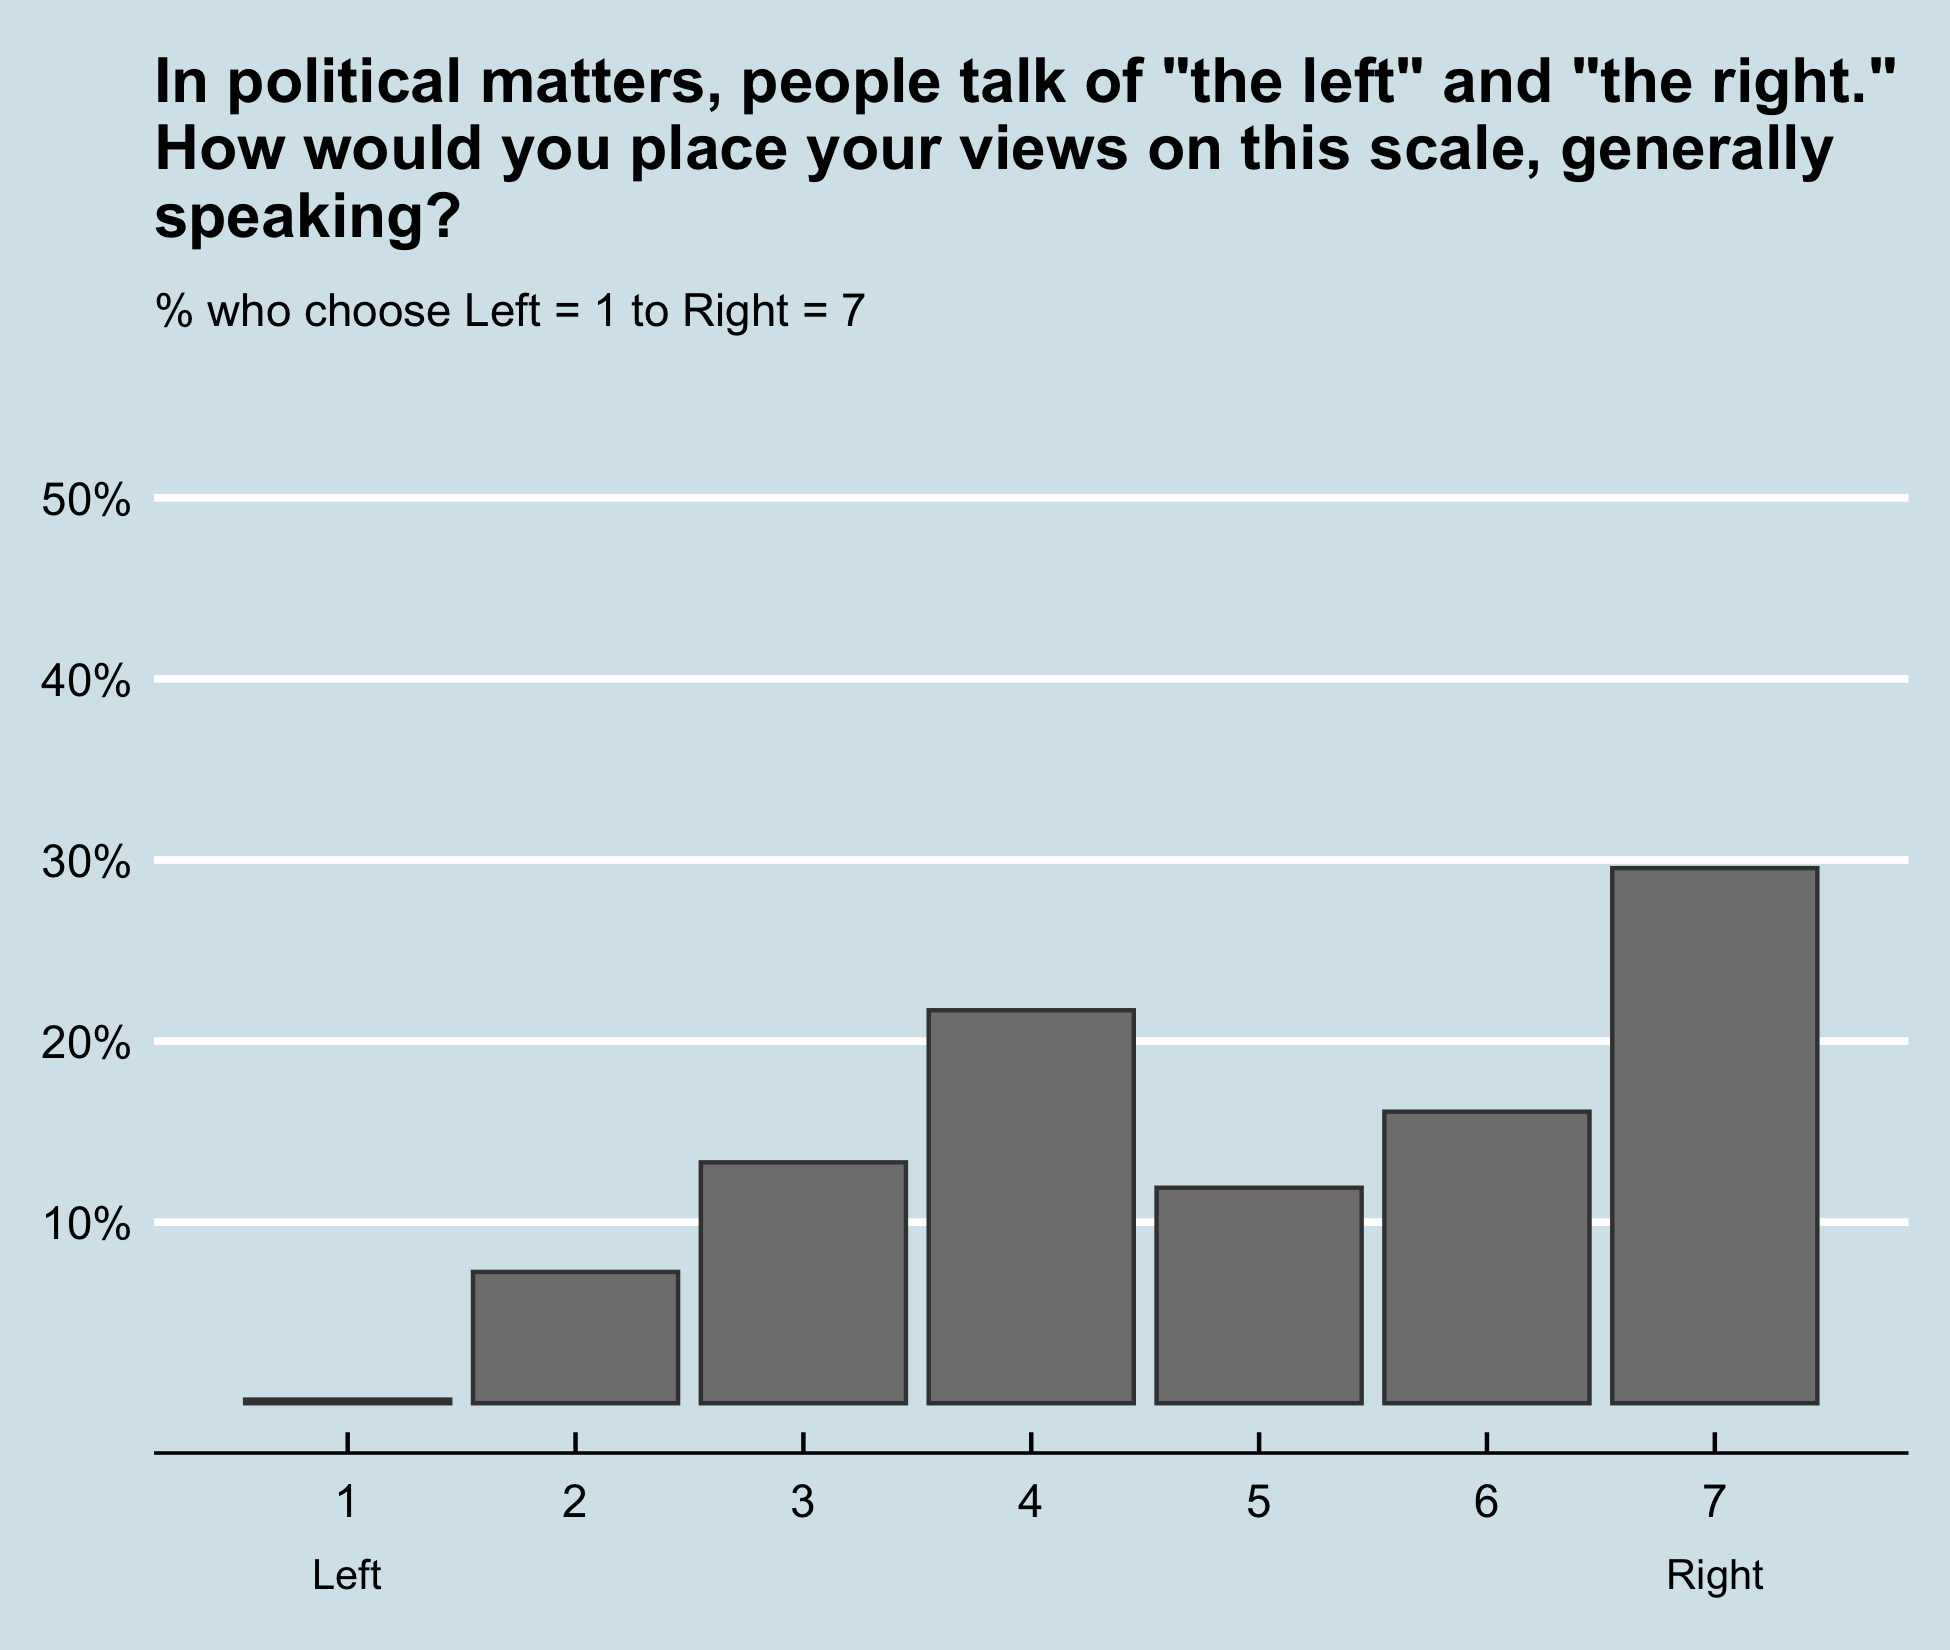 In political matters, people talk of "the left" and "the right."
How would you place your views on this scale, generally
speaking?
% who choose Left = 1 to Right = 7
50%
40%
30%
20%
10%
1 2 3 4 5 6 7
Left Right